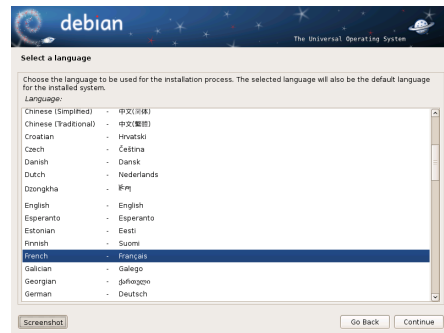 debian
The Universal Operating System
Select a language
Choose the language to be used for the installation process. The selected language will also be the default language
for the installed system.
Language:
Chinese (Simplified) - 中文(简体)
Chinese (Traditional) - 中文(繁體)
Croatian - Hrvatski
Czech - Čeština
Danish - Dansk
Dutch - Nederlands
Dzongkha - རྫོང་ཁ
English - English
Esperanto - Esperanto
Estonian - Eesti
Finnish - Suomi
French - Français
Galician - Galego
Georgian - ქართული
German - Deutsch
Screenshot
Go Back
Continue